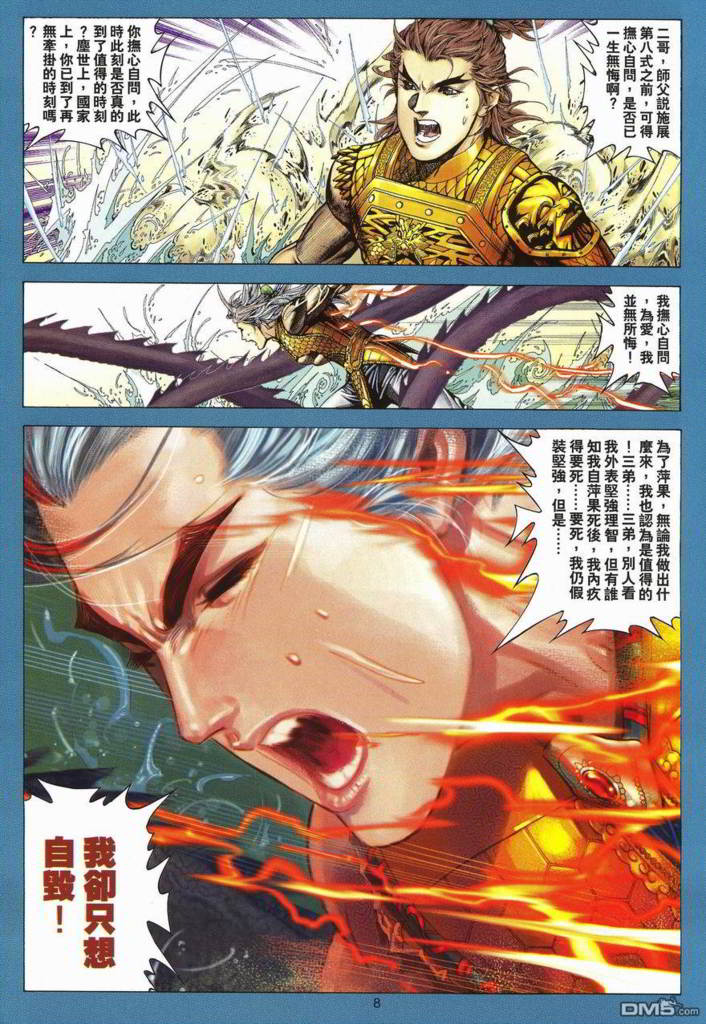 二哥，師父説施展
第八式之前，可得
撫心自問，是否已
一生無悔啊？
你撫心自問，此
時此刻是否真的
到了值得的時刻
？塵世上，國家
上，你已到了再
無牽掛的時刻嗎
？
我撫心自問
，為愛，我
並無所悔！
為了萍果，無論我做出什
麼來，我也認為是值得的
！三弟……三弟，別人看
我外表堅強理智，但有誰
知我自萍果死後，我內疚
得要死……要死，我仍假
裝堅強，但是……
我卻只想
自毀！
8
DM5.com